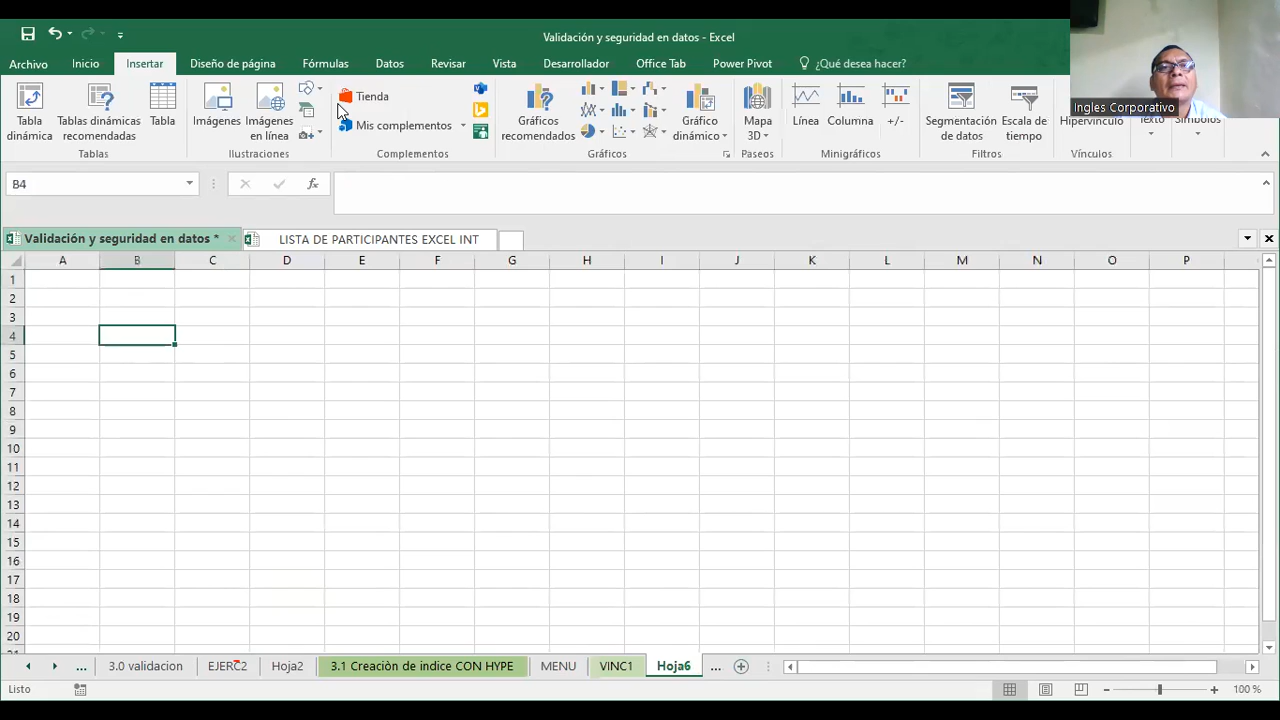 Validación y seguridad en datos - Excel
Archivo Inicio Insertar Diseño de página Fórmulas Datos Revisar Vista Desarrollador Office Tab Power Pivot ¿Qué desea hacer?
Tabla dinámica
Tablas dinámicas recomendadas
Tabla
Tablas
Imágenes
Imágenes en línea
Ilustraciones
Tienda
Mis complementos
Complementos
Gráficos recomendados
Gráfico dinámico
Gráficos
Mapa 3D
Paseos
Línea
Columna
+/-
Minigráficos
Segmentación de datos
Escala de tiempo
Filtros
Hipervínculo
Vínculos
Texto
Símbolos
Ingles Corporativo
B4
fx
Validación y seguridad en datos *
LISTA DE PARTICIPANTES EXCEL INT
A B C D E F G H I J K L M N O P
1
2
3
4
5
6
7
8
9
10
11
12
13
14
15
16
17
18
19
20
... 3.0 validacion EJERC2 Hoja2 3.1 Creaciòn de indice CON HYPE MENU VINC1 Hoja6 ...
Listo
100 %